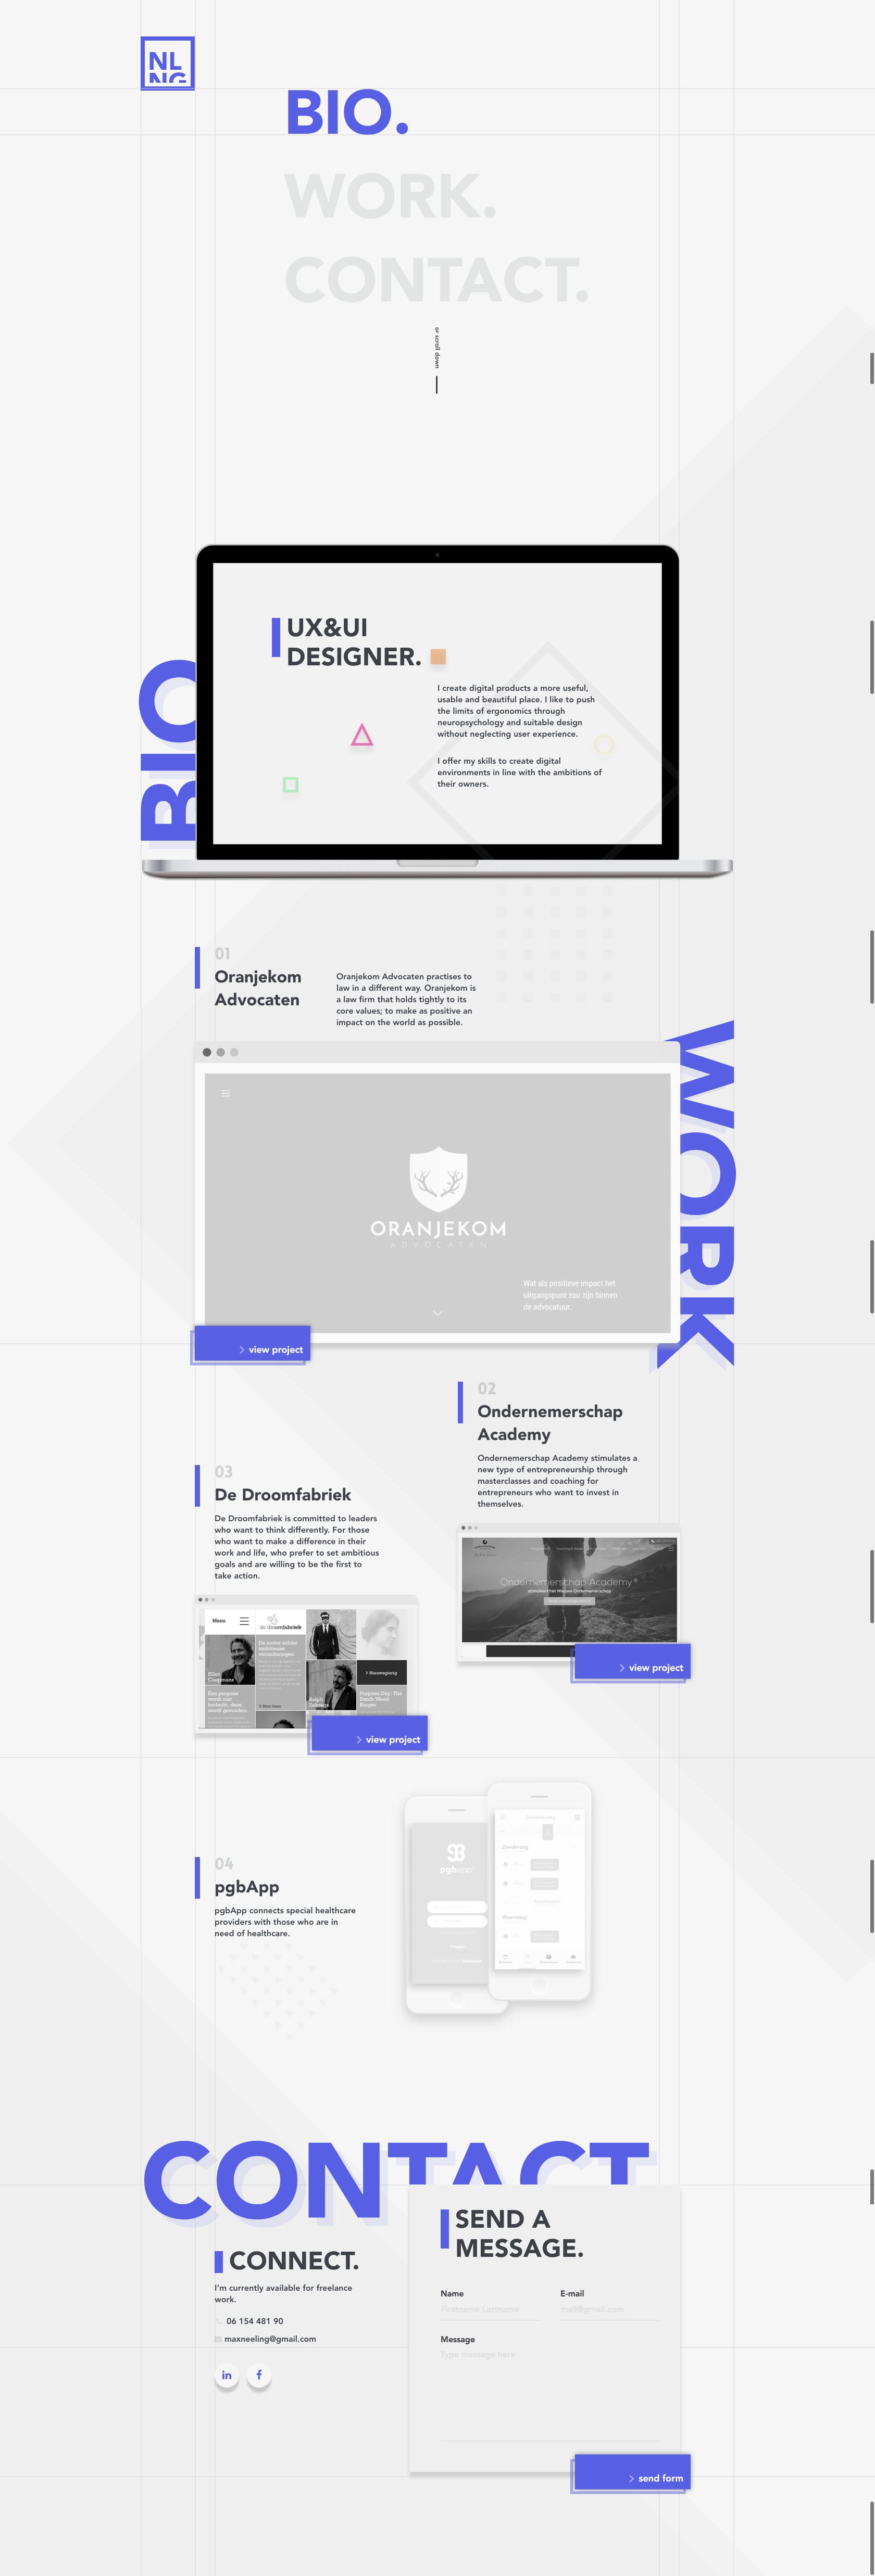 NL
NG
BIO.
WORK.
CONTACT.
or scroll down
BIO
UX&UI
DESIGNER.
I create digital products a more useful,
usable and beautiful place. I like to push
the limits of ergonomics through
neuropsychology and suitable design
without neglecting user experience.
I offer my skills to create digital
environments in line with the ambitions of
their owners.
01
Oranjekom
Advocaten
Oranjekom Advocaten practises to
law in a different way. Oranjekom is
a law firm that holds tightly to its
core values; to make as positive an
impact on the world as possible.
WORK
ORANJEKOM
ADVOCATEN
Wat als positieve impact het
uitgangspunt zou zijn binnen
de advocatuur.
> view project
02
Ondernemerschap
Academy
Ondernemerschap Academy stimulates a
new type of entrepreneurship through
masterclasses and coaching for
entrepreneurs who want to invest in
themselves.
Ondernemerschap Academy
> view project
03
De Droomfabriek
De Droomfabriek is committed to leaders
who want to think differently. For those
who want to make a difference in their
work and life, who prefer to set ambitious
goals and are willing to be the first to
take action.
Menu
de droomfabriek
De motor achter
ambitieuze
veranderingen
Ellen
> view project
04
pgbApp
pgbApp connects special healthcare
providers with those who are in
need of healthcare.
pgbapp
Donderdag
CONTACT
CONNECT.
I'm currently available for freelance
work.
06 154 481 90
maxneeling@gmail.com
in
f
SEND A
MESSAGE.
Name
E-mail
Firstname Lastname
mail@gmail.com
Message
Type message here
> send form